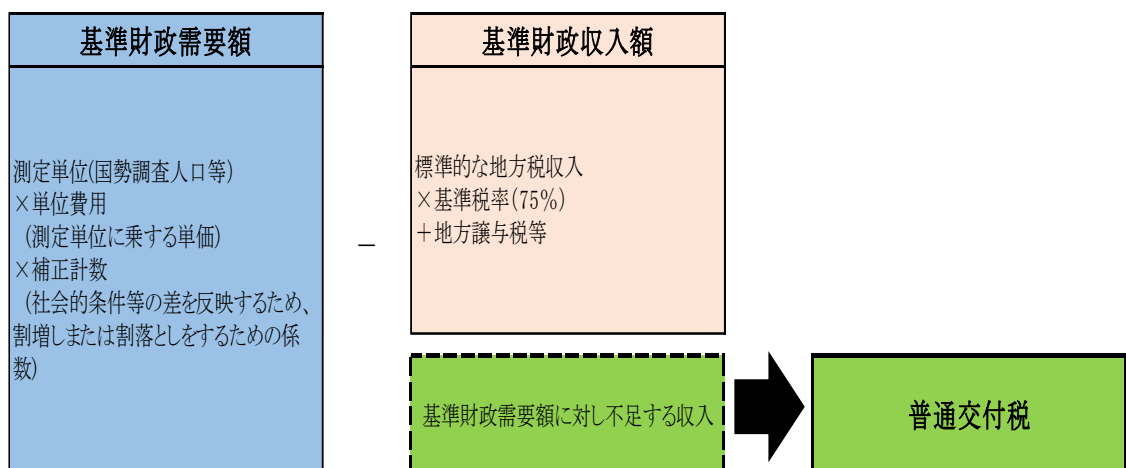 基準財政需要額
測定単位(国勢調査人口等)
×単位費用
(測定単位に乗する単価)
×補正計数
(社会的条件等の差を反映するため、
割増しまたは割落としをするための係
数)
－
基準財政収入額
標準的な地方税収入
×基準税率(75%)
＋地方譲与税等
基準財政需要額に対し不足する収入
普通交付税